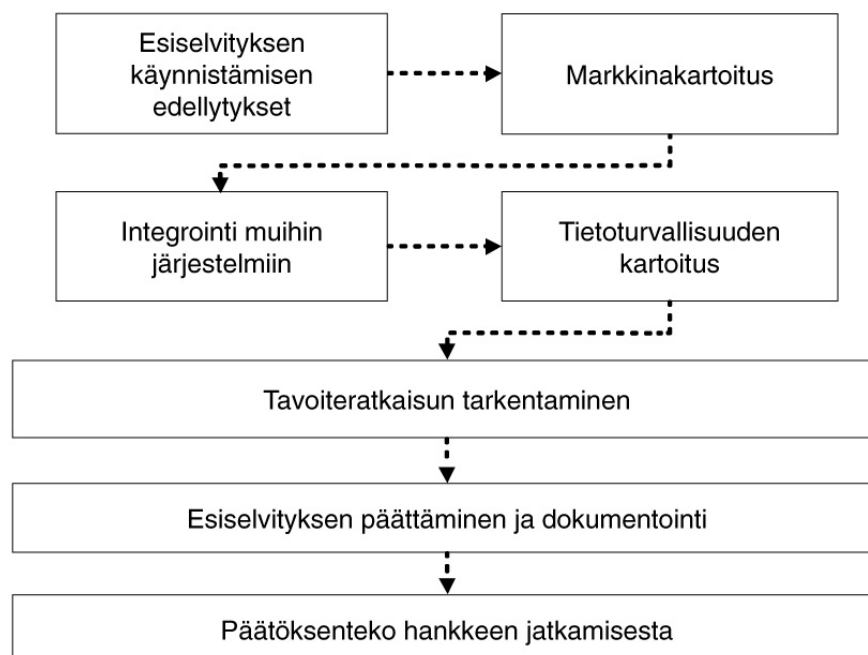 Esiselvityksen
käynnistämisen
edellytykset
Markkinakartoitus
Integrointi muihin
järjestelmiin
Tietoturvallisuuden
kartoitus
Tavoiteratkaisun tarkentaminen
Esiselvityksen päättäminen ja dokumentointi
Päätöksenteko hankkeen jatkamisesta